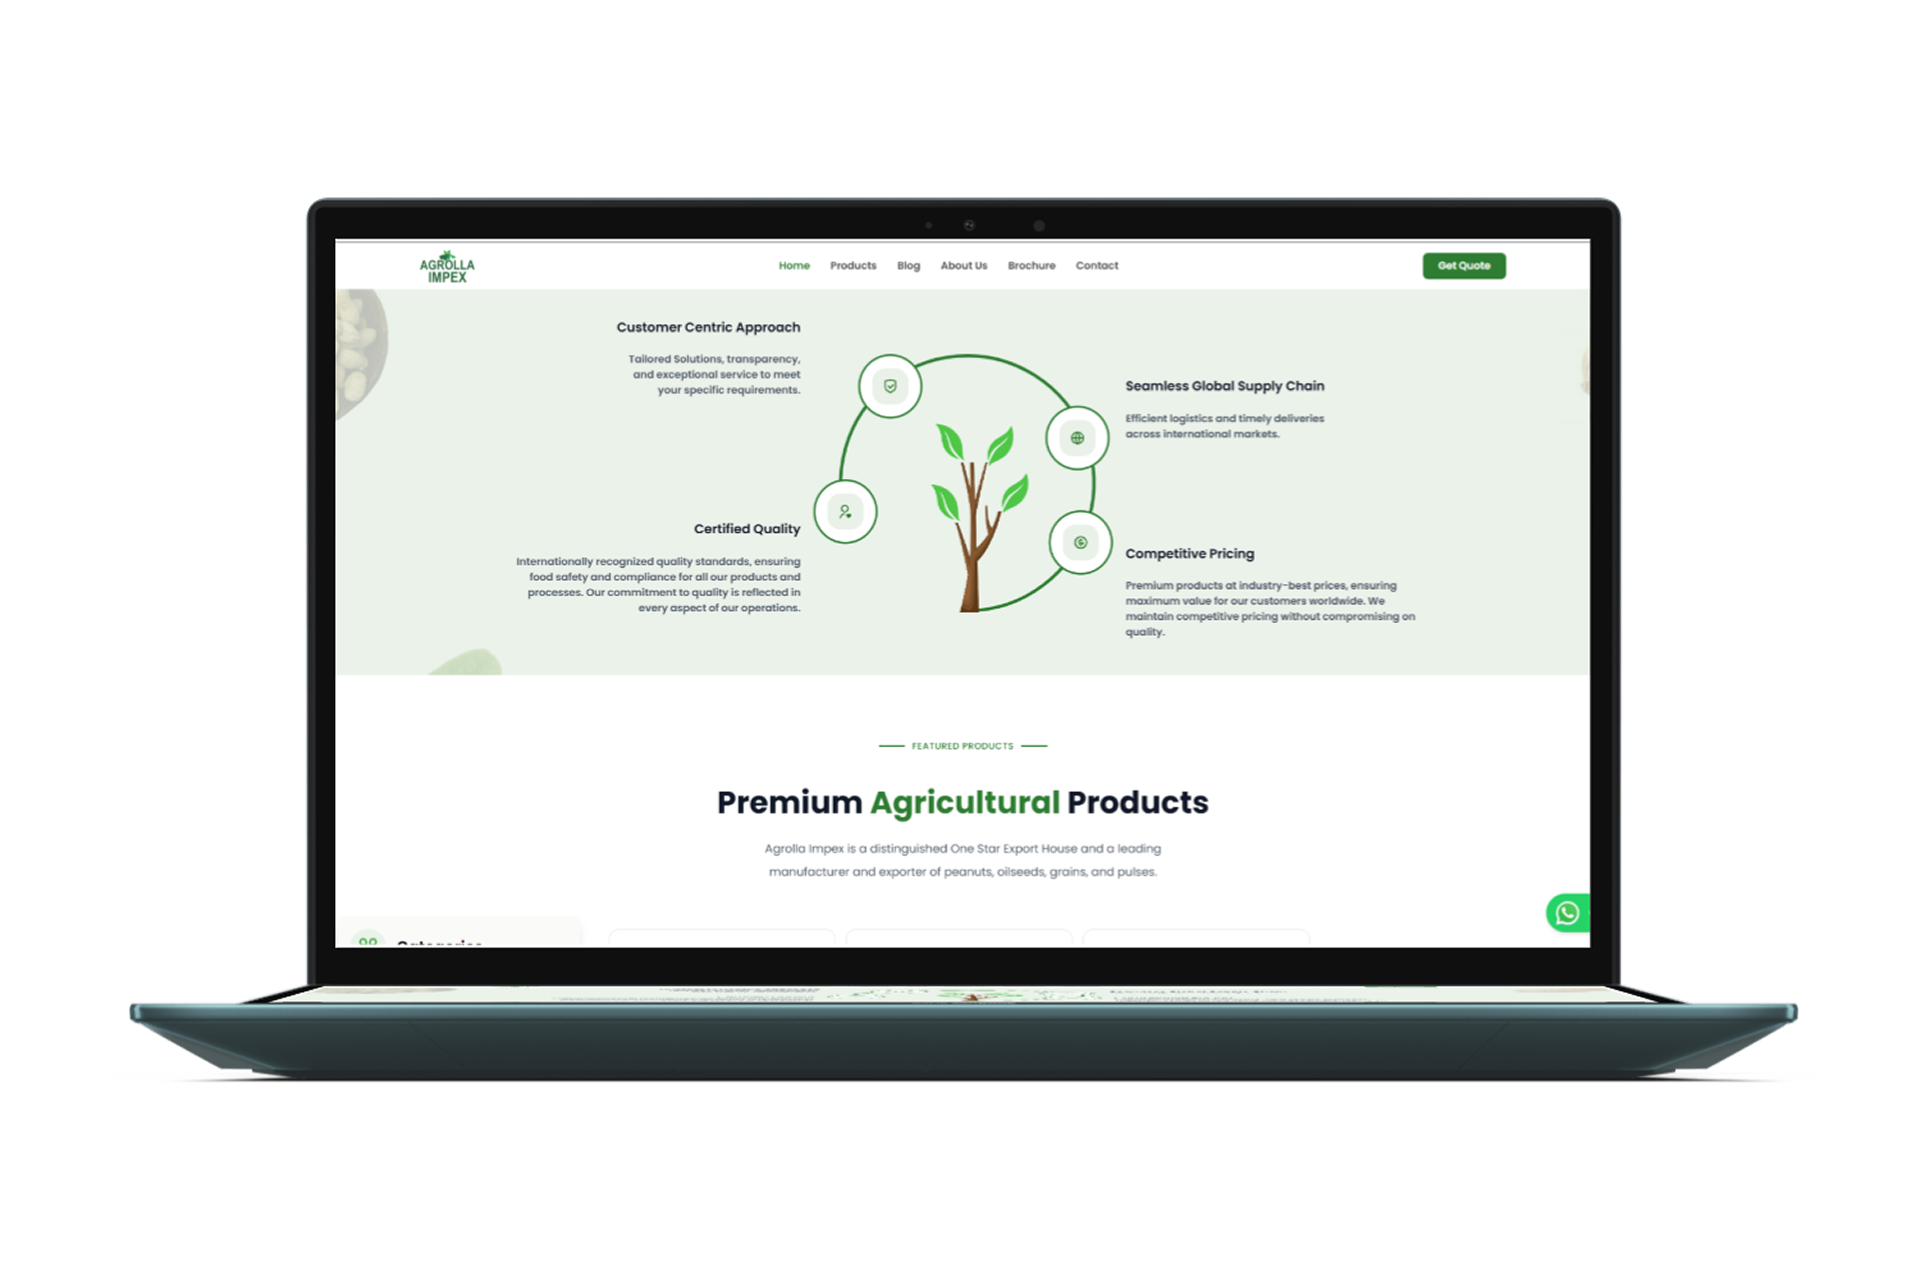 AGROLLA
IMPEX
Home
Products
Blog
About Us
Brochure
Contact
Get Quote
Customer Centric Approach
Tailored Solutions, transparency,
and exceptional service to meet
your specific requirements.
Seamless Global Supply Chain
Efficient logistics and timely deliveries
across international markets.
Certified Quality
Internationally recognized quality standards, ensuring
food safety and compliance for all our products and
processes. Our commitment to quality is reflected in
every aspect of our operations.
Competitive Pricing
Premium products at industry-best prices, ensuring
maximum value for our customers worldwide. We
maintain competitive pricing without compromising on
quality.
FEATURED PRODUCTS
Premium Agricultural Products
Agrolla Impex is a distinguished One Star Export House and a leading
manufacturer and exporter of peanuts, oilseeds, grains, and pulses.